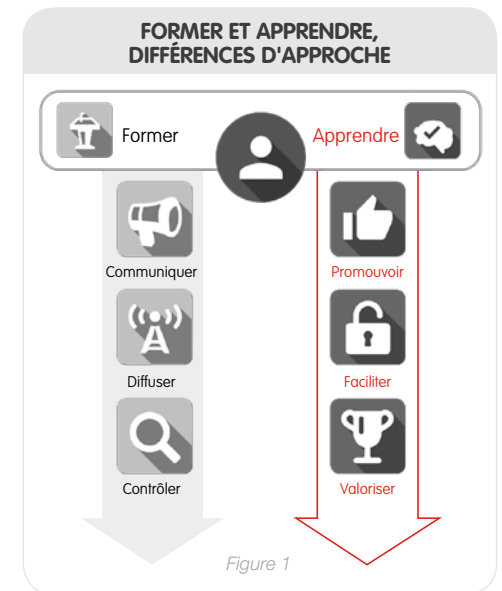 FORMER ET APPRENDRE,
DIFFÉRENCES D'APPROCHE
Former
Apprendre
Communiquer
Promouvoir
Diffuser
Faciliter
Contrôler
Valoriser
Figure 1